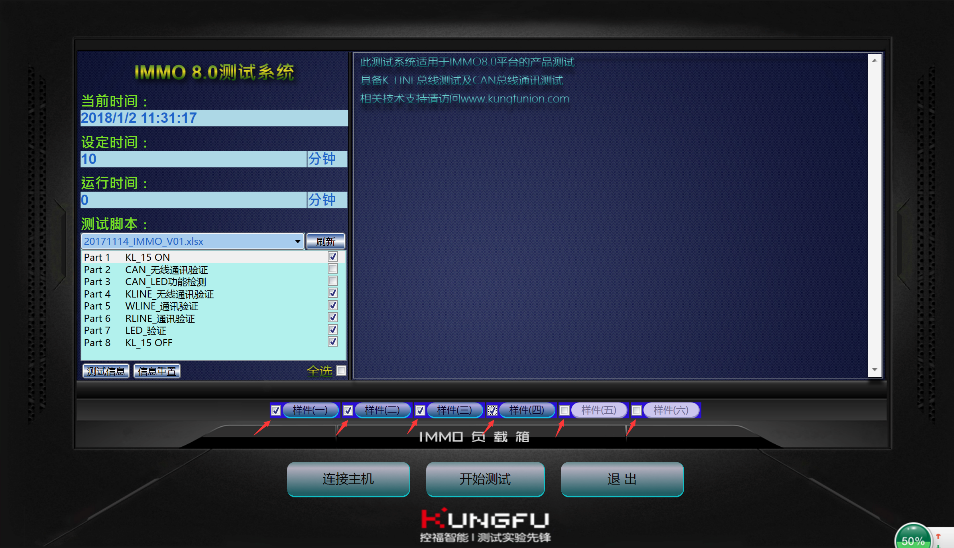 IMMO 8.0测试系统
当前时间：
2018/1/2 11:31:17
设定时间：
10 分钟
运行时间：
0 分钟
测试脚本：
20171114_IMMO_V01.xlsx 刷新
Part 1 KL_15 ON
Part 2 CAN_无线通讯验证
Part 3 CAN_LED功能检测
Part 4 KLINE_无线通讯验证
Part 5 WLINE_通讯验证
Part 6 RLINE_通讯验证
Part 7 LED_验证
Part 8 KL_15 OFF
测试信息 信息重置 全选
此测试系统适用于IMMO8.0平台的产品测试
具备K_LINE总线测试及CAN总线通讯测试
相关技术支持请访问www.kungfunion.com
样件(一) 样件(二) 样件(三) 样件(四) 样件(五) 样件(六)
IMMO 负 载 箱
连接主机 开始测试 退 出
KUNGFU
控福智能 | 测试实验先锋
50%